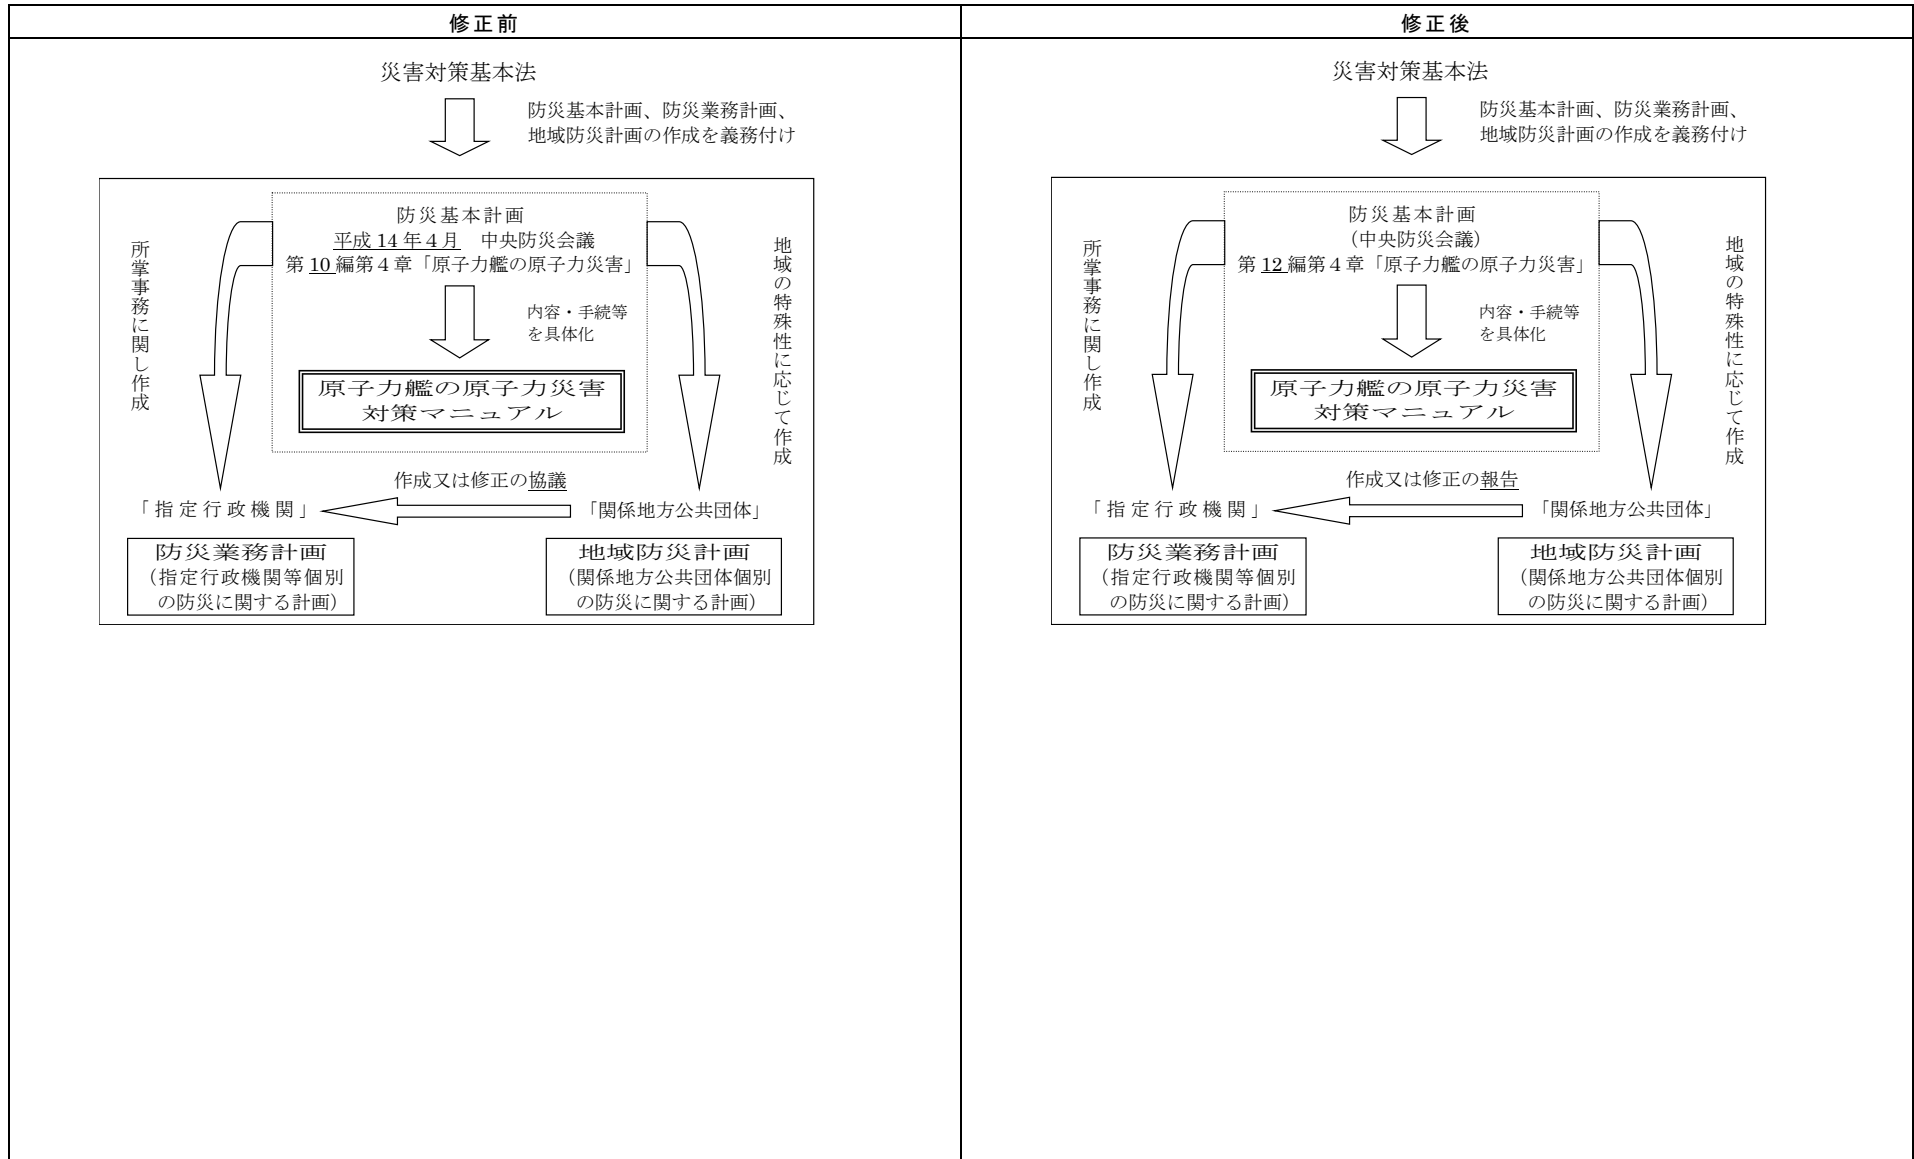 修正前
災害対策基本法
防災基本計画、防災業務計画、
地域防災計画の作成を義務付け
防災基本計画
平成 14 年４月　中央防災会議
第 10 編第４章「原子力艦の原子力災害」
所掌事務に関し作成
地域の特殊性に応じて作成
内容・手続等
を具体化
原子力艦の原子力災害
対策マニュアル
作成又は修正の協議
「指定行政機関」
「関係地方公共団体」
防災業務計画
（指定行政機関等個別
の防災に関する計画）
地域防災計画
（関係地方公共団体個別
の防災に関する計画）
修正後
災害対策基本法
防災基本計画、防災業務計画、
地域防災計画の作成を義務付け
防災基本計画
（中央防災会議）
第 12 編第４章「原子力艦の原子力災害」
所掌事務に関し作成
地域の特殊性に応じて作成
内容・手続等
を具体化
原子力艦の原子力災害
対策マニュアル
作成又は修正の報告
「指定行政機関」
「関係地方公共団体」
防災業務計画
（指定行政機関等個別
の防災に関する計画）
地域防災計画
（関係地方公共団体個別
の防災に関する計画）